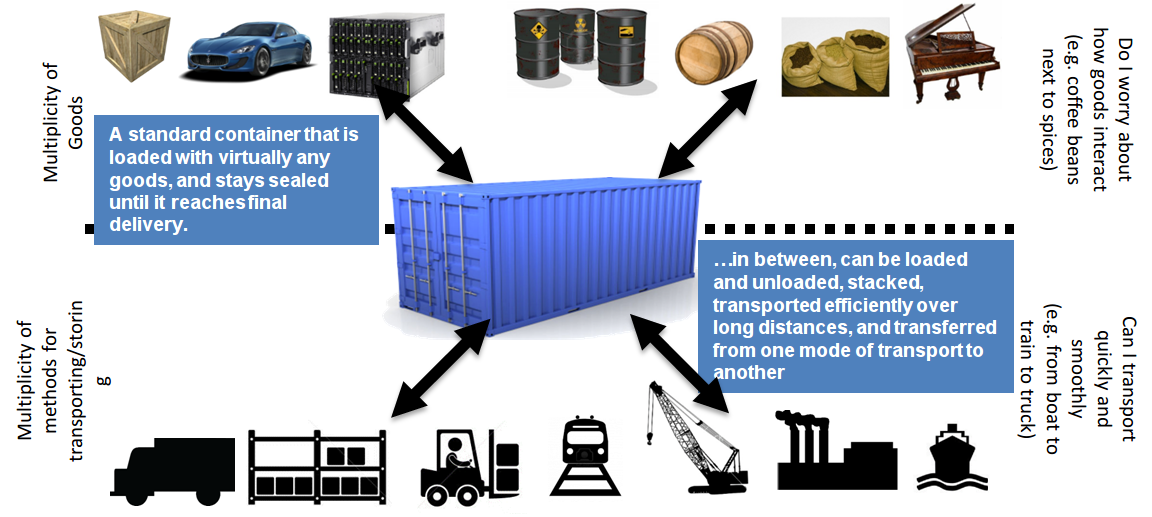 Multiplicity of
Goods
A standard container that is
loaded with virtually any
goods, and stays sealed
until it reaches final
delivery.
Do I worry about
how goods interact
(e.g. coffee beans
next to spices)
Multiplicity of
methods for
transporting/storin
g
…in between, can be loaded
and unloaded, stacked,
transported efficiently over
long distances, and transferred
from one mode of transport to
another
Can I transport
quickly and
smoothly
(e.g. from boat to
train to truck)